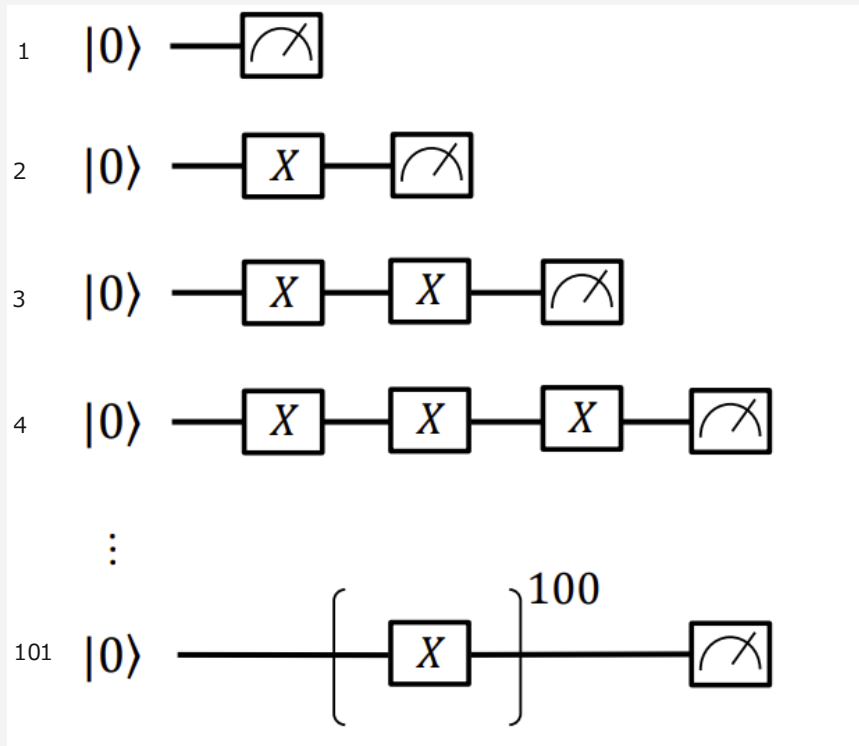 1 |0⟩
2 |0⟩ X
3 |0⟩ X X
4 |0⟩ X X X
⋮
100
101 |0⟩ X